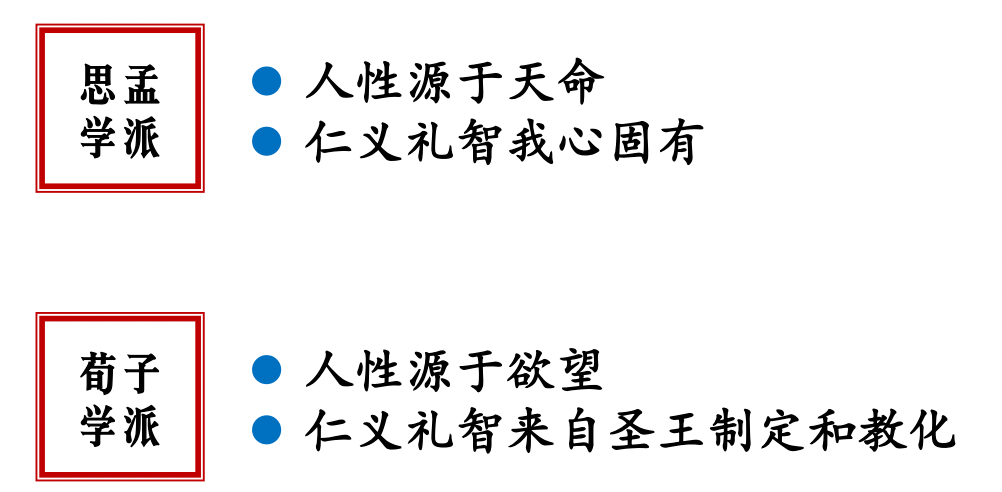 思孟
学派
人性源于天命
仁义礼智我心固有
荀子
学派
人性源于欲望
仁义礼智来自圣王制定和教化